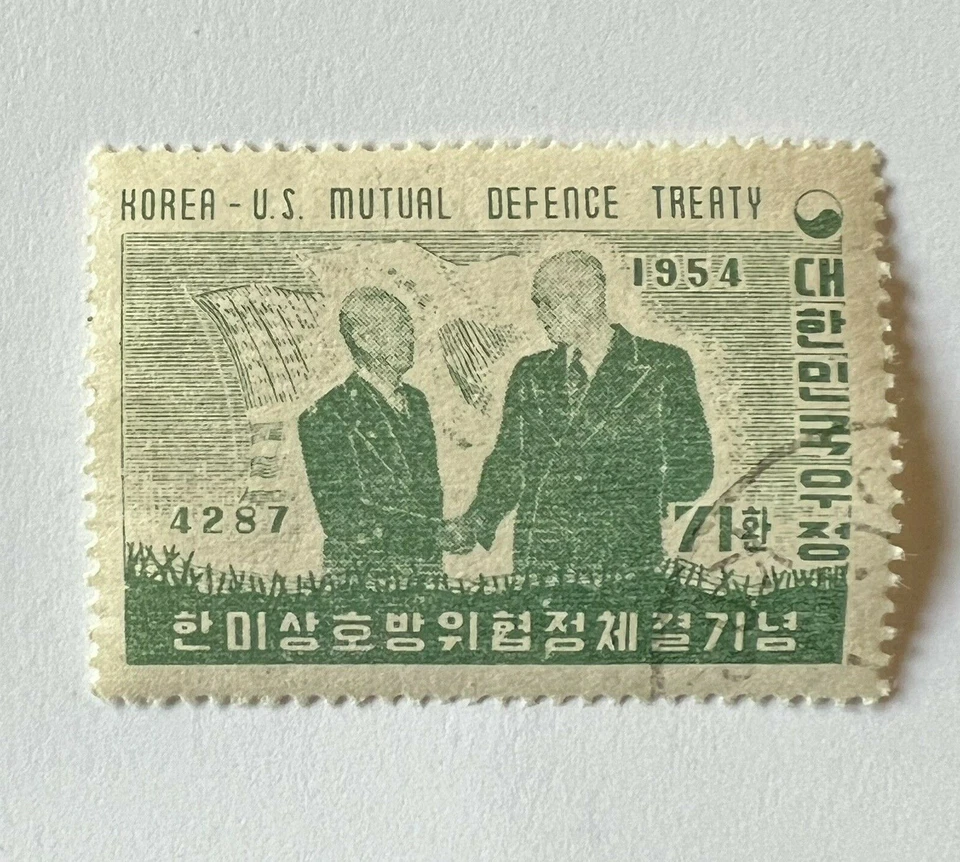 KOREA - U.S. MUTUAL DEFENCE TREATY
1954
대한민국우정
4287
71환
한미상호방위협정체결기념